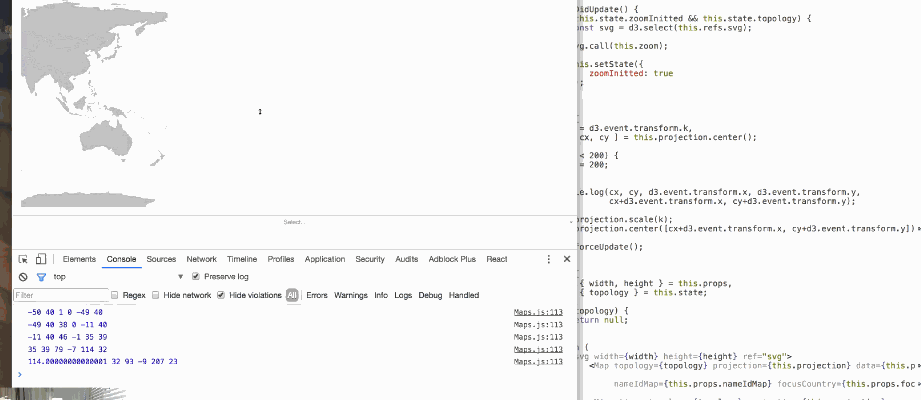 Select...
Elements Console Sources Network Timeline Profiles Application Security Audits Adblock Plus React
top Preserve log
Filter Regex Hide network Hide violations All Errors Warnings Info Logs Debug Handled
-50 40 1 0 -49 40 Maps.js:113
-49 40 38 0 -11 40 Maps.js:113
-11 40 46 -1 35 39 Maps.js:113
35 39 79 -7 114 32 Maps.js:113
114.00000000000001 32 93 -9 207 23 Maps.js:113
>
DidUpdate() {
this.state.zoomInitted && this.state.topology) {
onst svg = d3.select(this.refs.svg);
vg.call(this.zoom);
his.setState({
zoomInitted: true
;
= d3.event.transform.k,
cx, cy ] = this.projection.center();
< 200) {
= 200;
e.log(cx, cy, d3.event.transform.x, d3.event.transform.y,
cx+d3.event.transform.x, cy+d3.event.transform.y);
projection.scale(k);
projection.center([cx+d3.event.transform.x, cy+d3.event.transform.y])
forceUpdate();
{ width, height } = this.props,
{ topology } = this.state;
topology) {
eturn null;
n (
svg width={width} height={height} ref="svg">
<Map topology={topology} projection={this.projection} data={this.p
nameIdMap={this.props.nameIdMap} focusCountry={this.props.foc